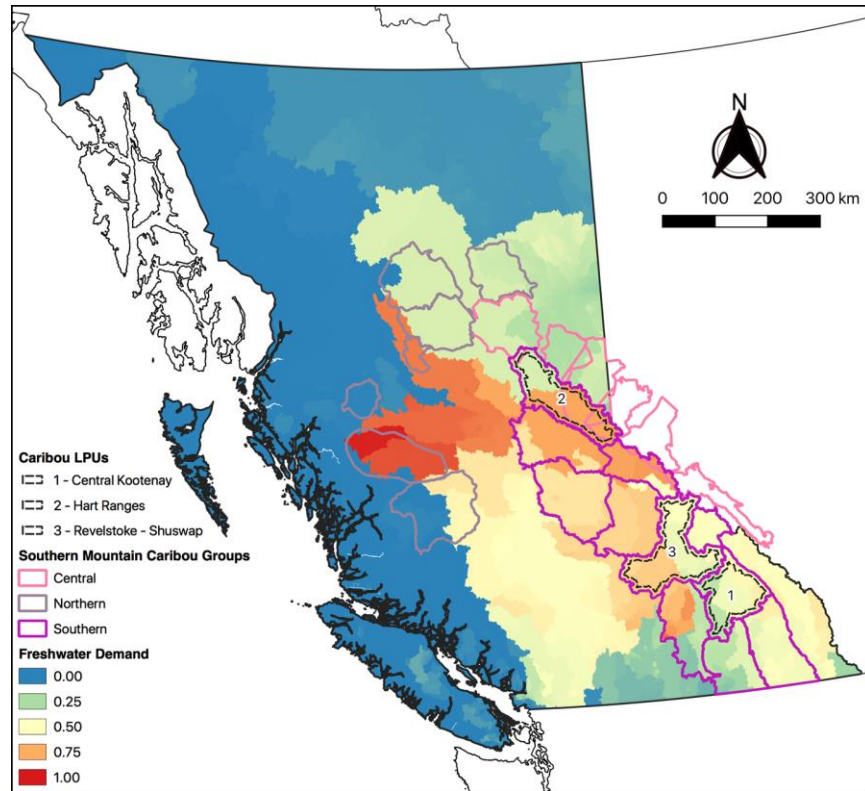 N
0 100 200 300 km
2
3
1
Caribou LPUs
1 - Central Kootenay
2 - Hart Ranges
3 - Revelstoke - Shuswap
Southern Mountain Caribou Groups
Central
Northern
Southern
Freshwater Demand
0.00
0.25
0.50
0.75
1.00